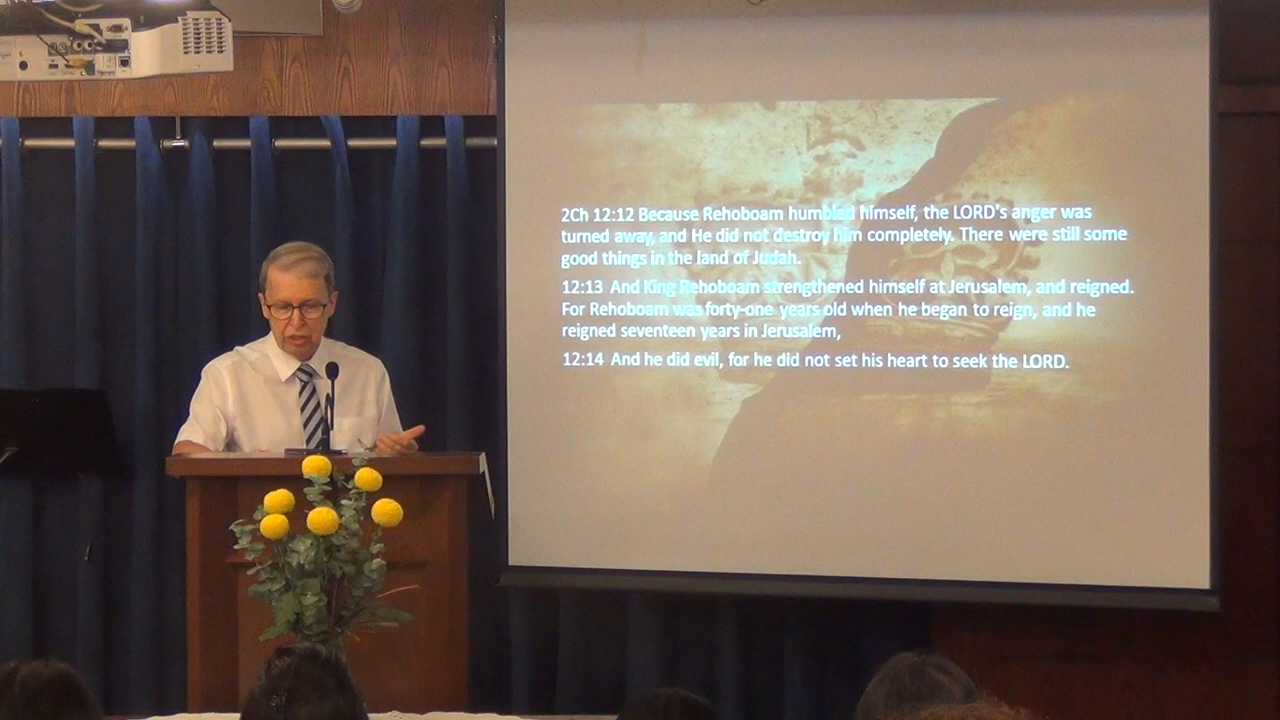 2Ch 12:12 Because Rehoboam humbled himself, the LORD's anger was
turned away, and He did not destroy him completely. There were still some
good things in the land of Judah.
12:13 And King Rehoboam strengthened himself at Jerusalem, and reigned.
For Rehoboam was forty-one years old when he began to reign, and he
reigned seventeen years in Jerusalem,
12:14 And he did evil, for he did not set his heart to seek the LORD.